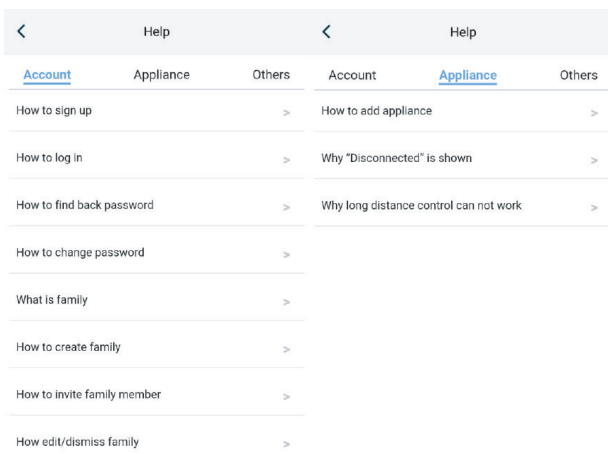 Help
Account Appliance Others
How to sign up
How to log in
How to find back password
How to change password
What is family
How to create family
How to invite family member
How edit/dismiss family
Help
Account Appliance Others
How to add appliance
Why “Disconnected” is shown
Why long distance control can not work